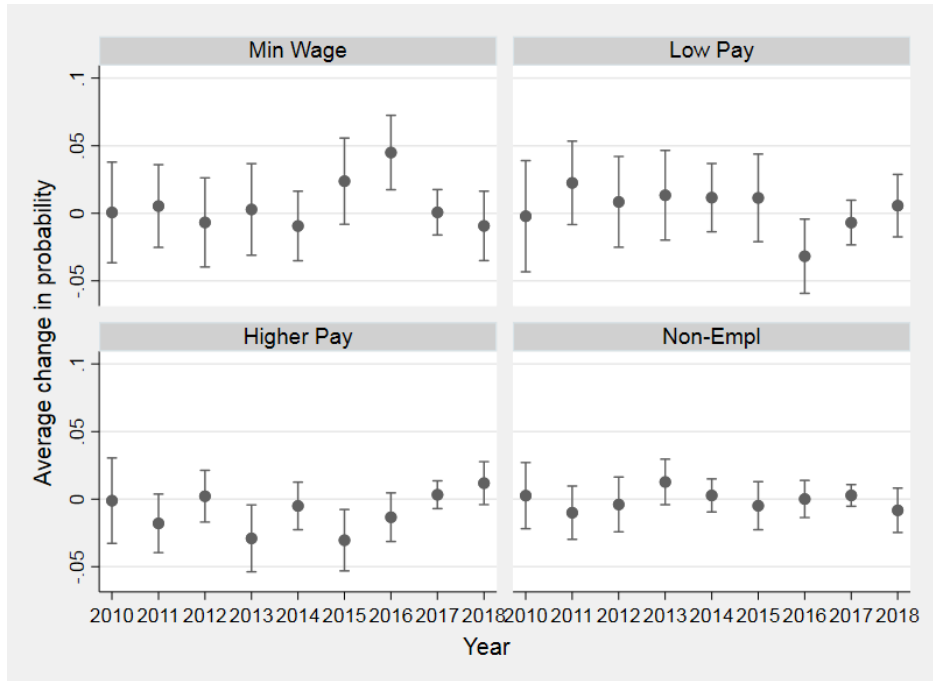 Min Wage
Low Pay
.1
.05
0
-.05
Higher Pay
Non-Empl
.1
.05
0
-.05
Average change in probability
2010 2011 2012 2013 2014 2015 2016 2017 2018 2010 2011 2012 2013 2014 2015 2016 2017 2018
Year